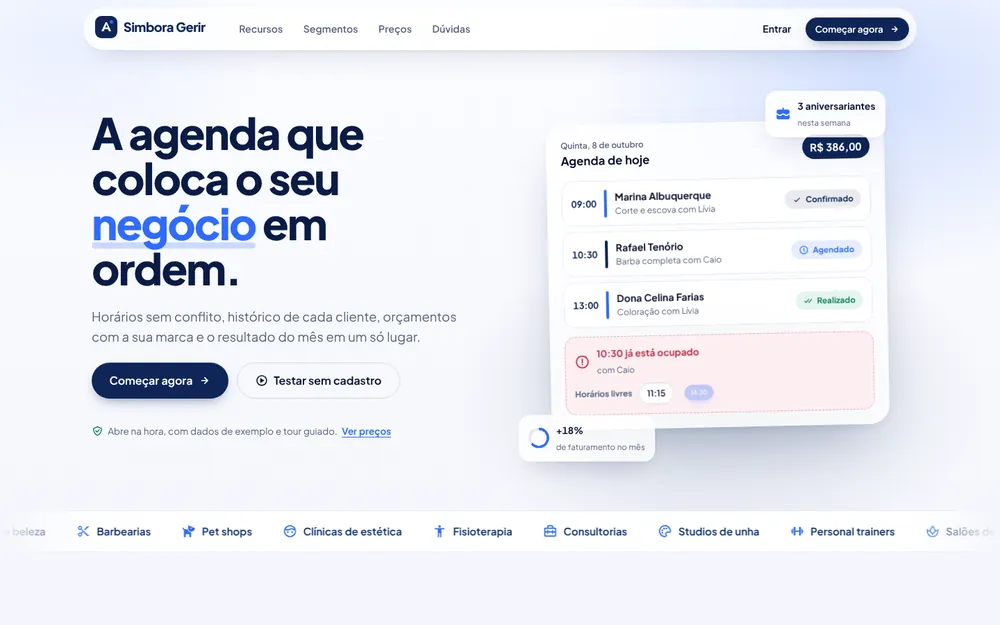 Simbora Gerir
Recursos
Segmentos
Preços
Dúvidas
Entrar
Começar agora
A agenda que
coloca o seu
negócio em
ordem.
Horários sem conflito, histórico de cada cliente, orçamentos
com a sua marca e o resultado do mês em um só lugar.
Começar agora
Testar sem cadastro
Abre na hora, com dados de exemplo e tour guiado. Ver preços
3 aniversariantes
nesta semana
Quinta, 8 de outubro
Agenda de hoje
R$ 386,00
09:00
Marina Albuquerque
Corte e escova com Lívia
Confirmado
10:30
Rafael Tenório
Barba completa com Caio
Agendado
13:00
Dona Celina Farias
Coloração com Lívia
Realizado
10:30 já está ocupado
com Caio
Horários livres
11:15
+18%
de faturamento no mês
beleza
Barbearias
Pet shops
Clínicas de estética
Fisioterapia
Consultorias
Studios de unha
Personal trainers
Salões de